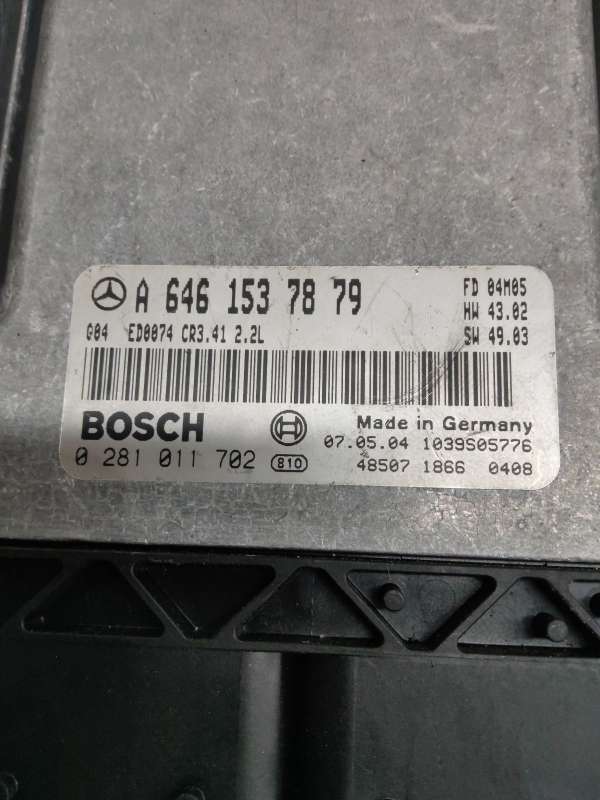 A 646 153 78 79
FD 04M05
HW 43.02
G04 ED0074 CR3.41 2.2L
SW 49.03
BOSCH
Made in Germany
07.05.04 1039S05776
0 281 011 702 810
48507 1866 0408